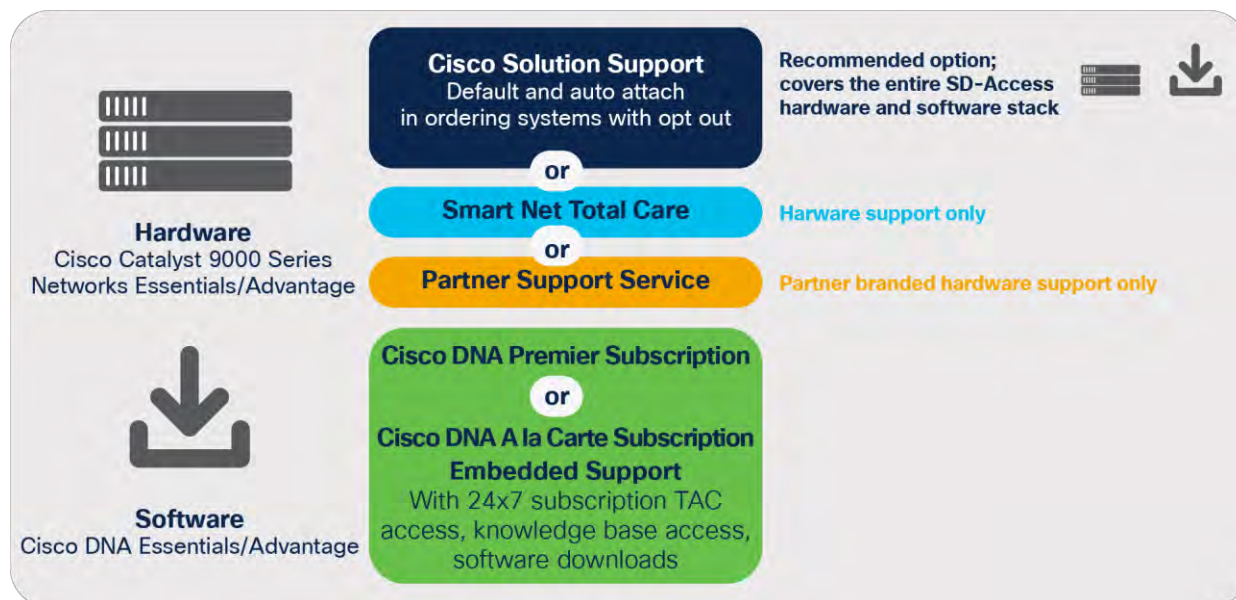 Hardware
Cisco Catalyst 9000 Series
Networks Essentials/Advantage
Software
Cisco DNA Essentials/Advantage
Cisco Solution Support
Default and auto attach
in ordering systems with opt out
or
Smart Net Total Care
or
Partner Support Service
Cisco DNA Premier Subscription
or
Cisco DNA A la Carte Subscription
Embedded Support
With 24x7 subscription TAC
access, knowledge base access,
software downloads
Recommended option;
covers the entire SD-Access
hardware and software stack
Harware support only
Partner branded hardware support only